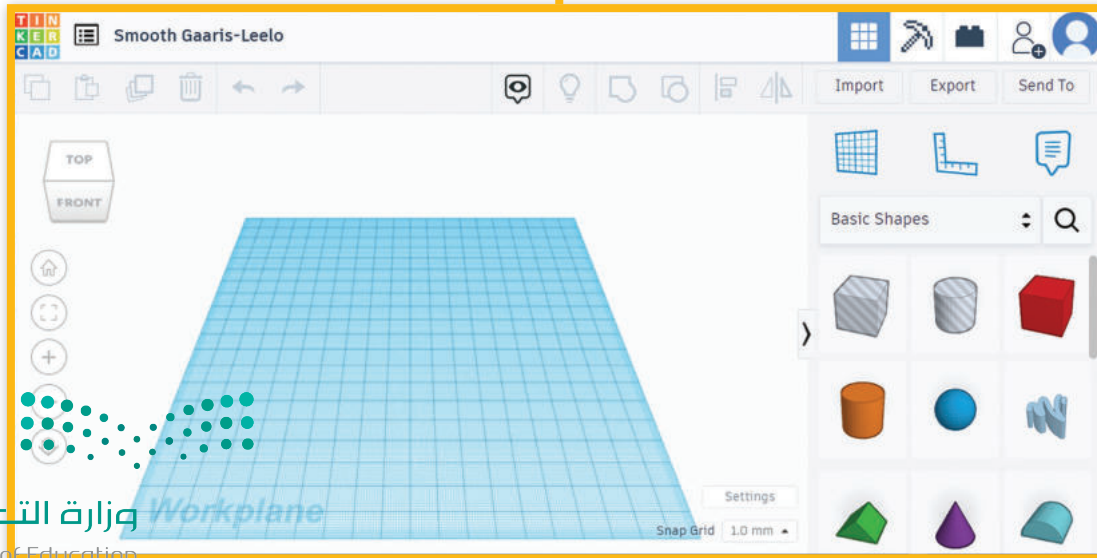 TIN
KER
CAD
Smooth Gaaris-Leelo
Import
Export
Send To
TOP
FRONT
Basic Shapes
Workplane
Settings
Snap Grid
1.0 mm
وزارة
of Education